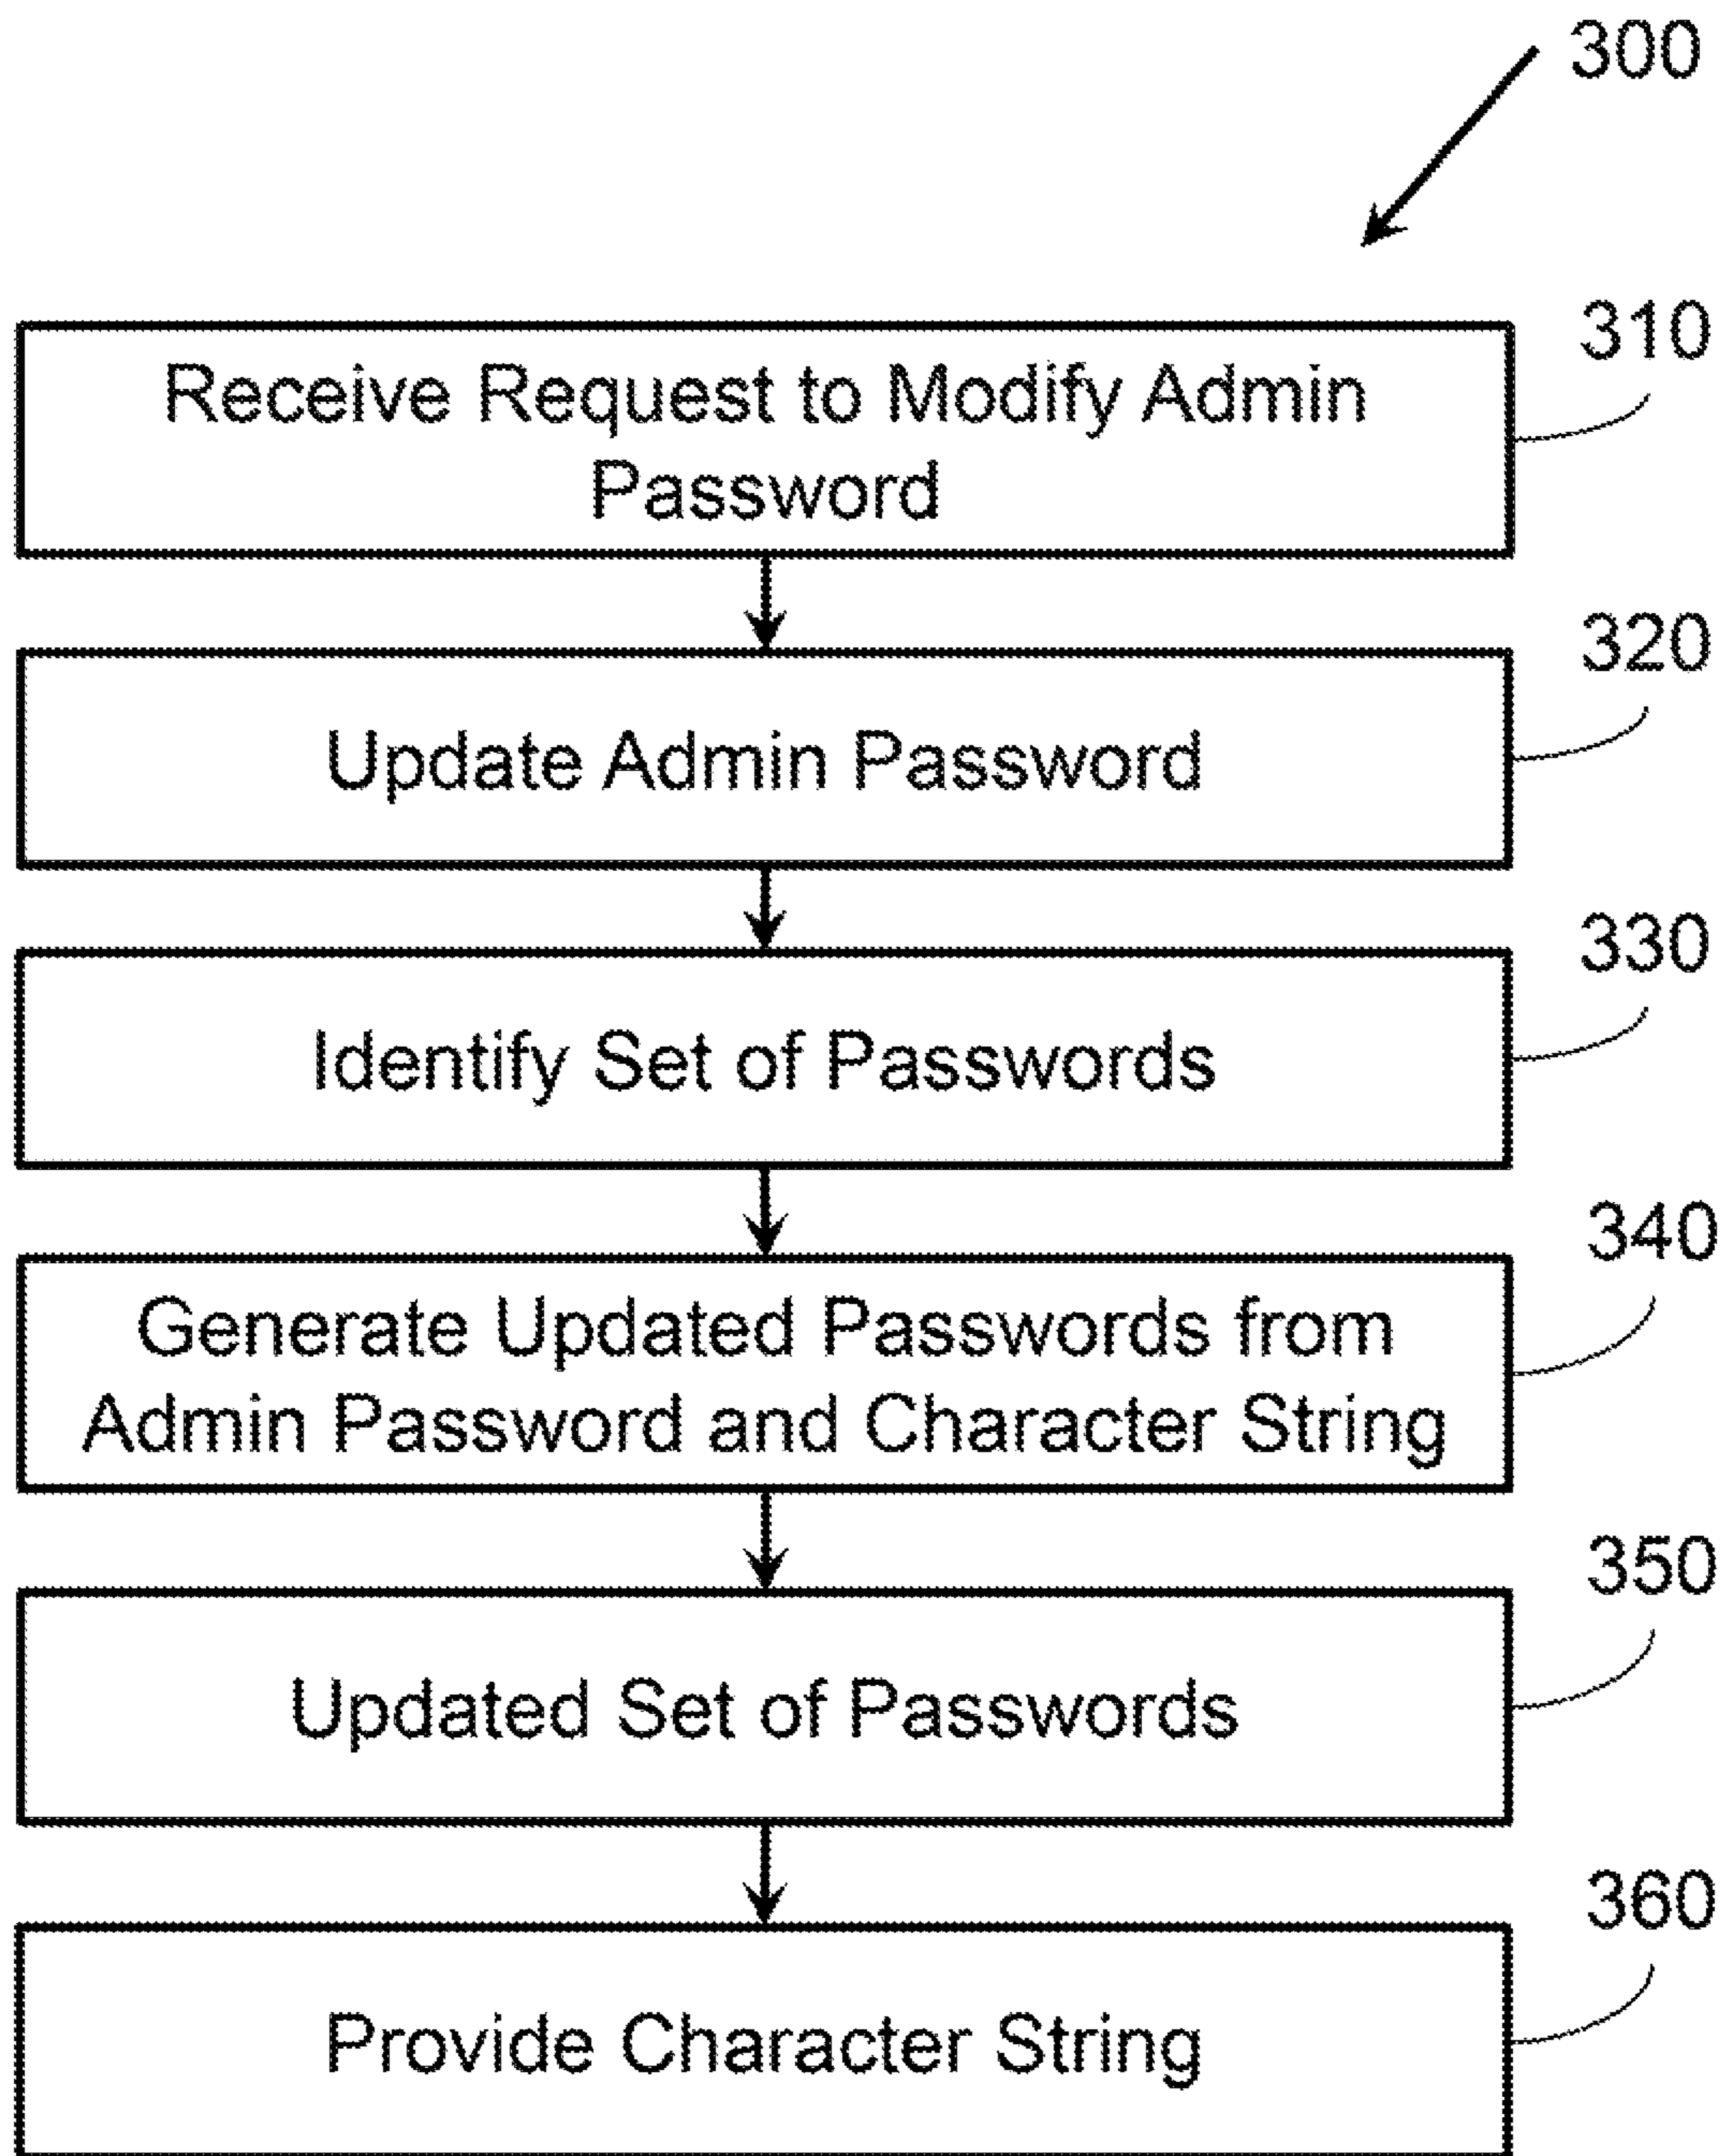 300
310
Receive Request to Modify Admin
Password
320
Update Admin Password
330
Identify Set of Passwords
340
Generate Updated Passwords from
Admin Password and Character String
350
Updated Set of Passwords
360
Provide Character String